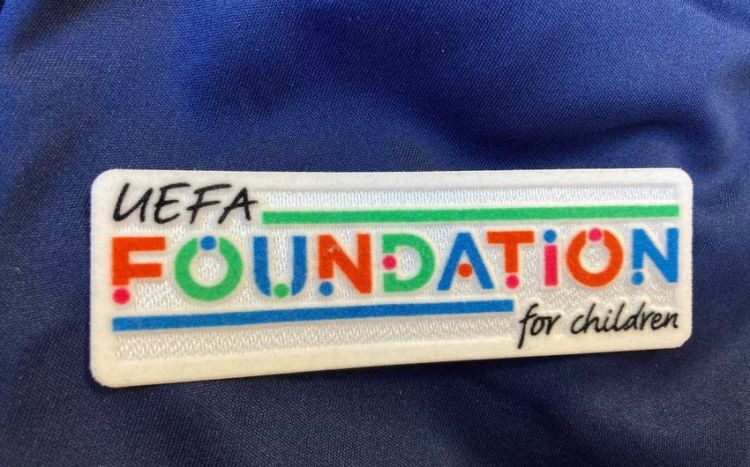 UEFA
FOUNDATION
for children